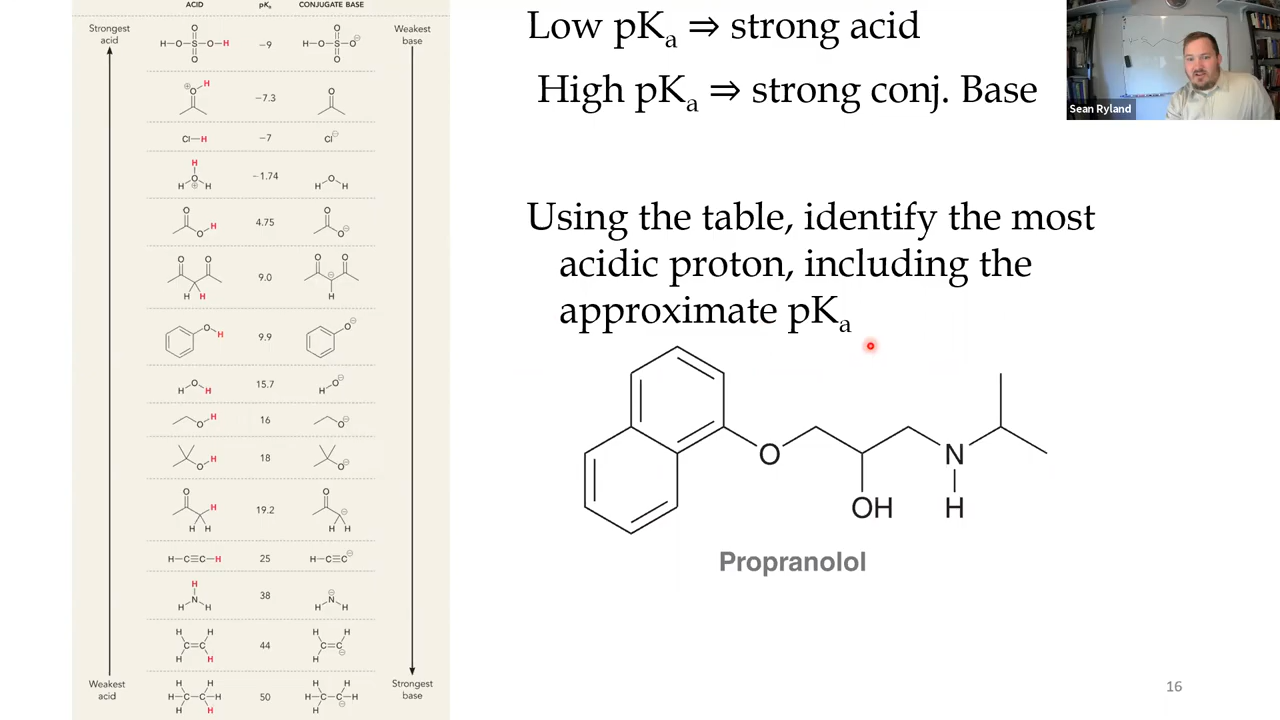 ACID pKa CONJUGATE BASE
Strongest acid
Weakest base
H–O–S–O–H O O −9 H–O–S–O⊖ O O
O⊕ H −7.3 O
Cl–H −7 Cl⊖
H H O⊕ H −1.74 H O H
O O H 4.75 O O⊖
O O H H 9.0 O O ⊖ H
O H 9.9 O⊖
H O H 15.7 H–O⊖
O H 16 O⊖
O H 18 O⊖
O H H H 19.2 O ⊖ H H
H–C≡C–H 25 H–C≡C⊖
H N H H 38 ⊖ N H H
H H C=C H H 44 H H C=C⊖ H
H H H–C–C–H H H 50 H H H–C–C–H H ⊖
Weakest acid
Strongest base
Low pKa ⇒ strong acid
High pKa ⇒ strong conj. Base
Sean Ryland
Using the table, identify the most
acidic proton, including the
approximate pKa
O
N
OH
H
Propranolol
16